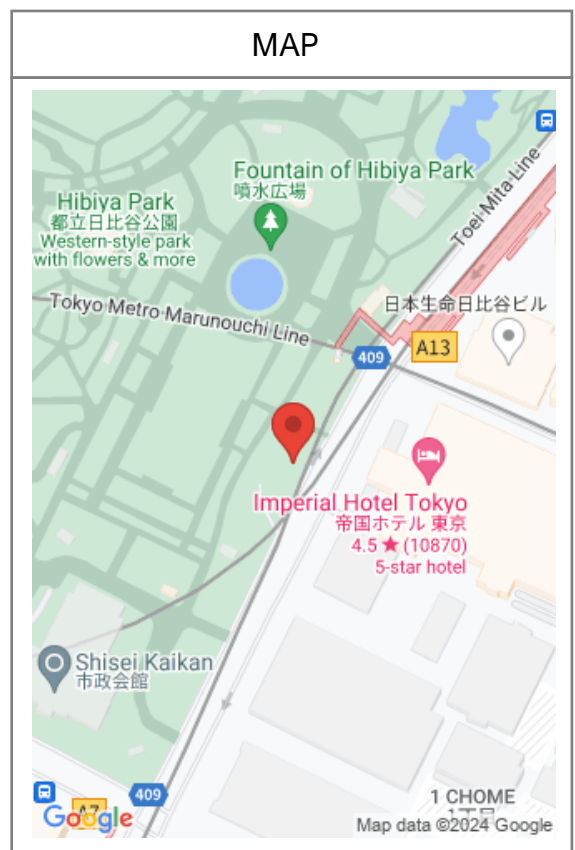 MAP
Fountain of Hibiya Park
噴水広場
Hibiya Park
都立日比谷公園
Western-style park
with flowers & more
Toei Mita Line
Tokyo Metro Marunouchi Line
日本生命日比谷ビル
409
A13
Imperial Hotel Tokyo
帝国ホテル 東京
4.5 ★ (10870)
5-star hotel
Shisei Kaikan
市政会館
409
1 CHOME
1丁目
Google
Map data ©2024 Google